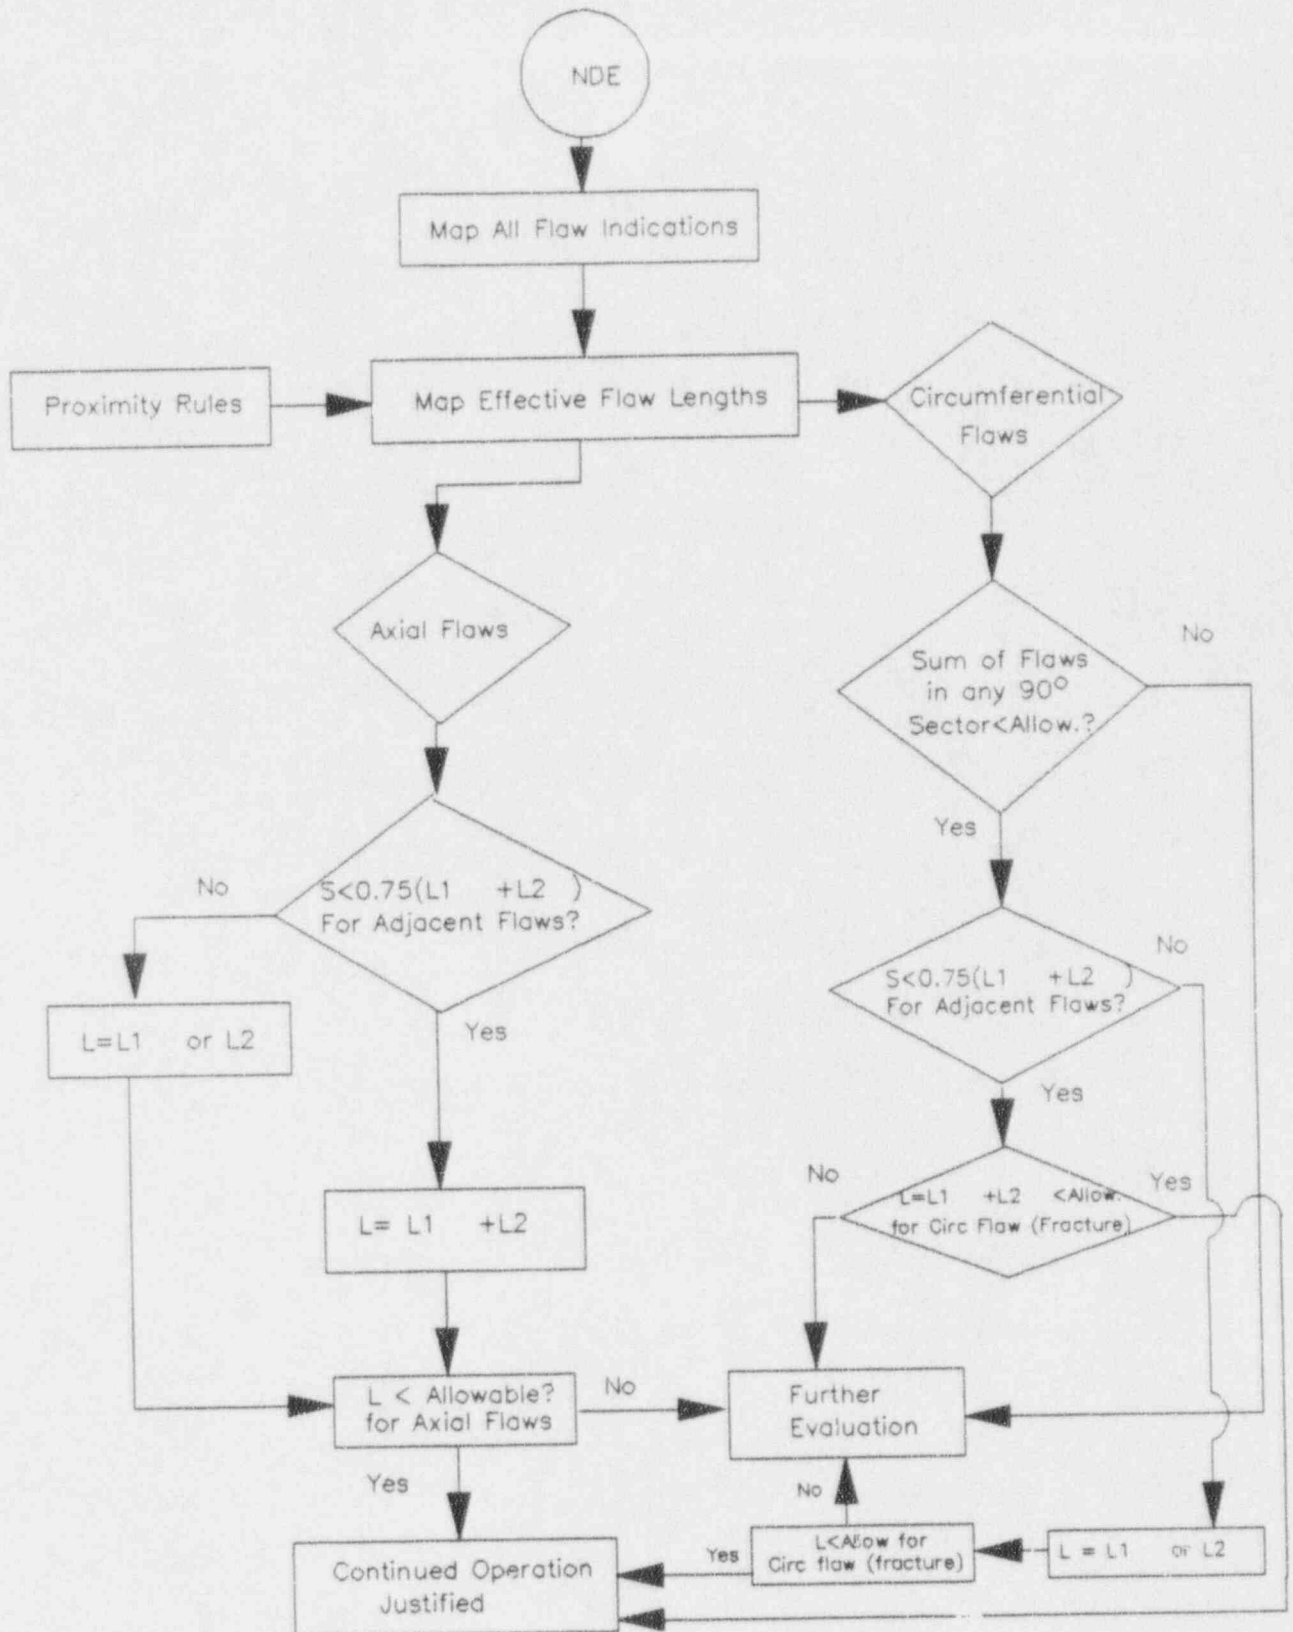 NDE
Map All Flaw Indications
Proximity Rules
Map Effective Flaw Lengths
Circumferential
Flaws
Axial Flaws
Sum of Flaws
in any 90°
Sector<Allow.?
No
Yes
No
S<0.75(L1 +L2 )
For Adjacent Flaws?
Yes
S<0.75(L1 +L2 )
For Adjacent Flaws?
No
Yes
L=L1 or L2
L= L1 +L2
No
L=L1 +L2 <Allow.
for Circ Flaw (Fracture)
Yes
L < Allowable?
for Axial Flaws
No
Yes
Further
Evaluation
No
Continued Operation
Justified
Yes
L<Allow for
Circ flaw (fracture)
L = L1 or L2